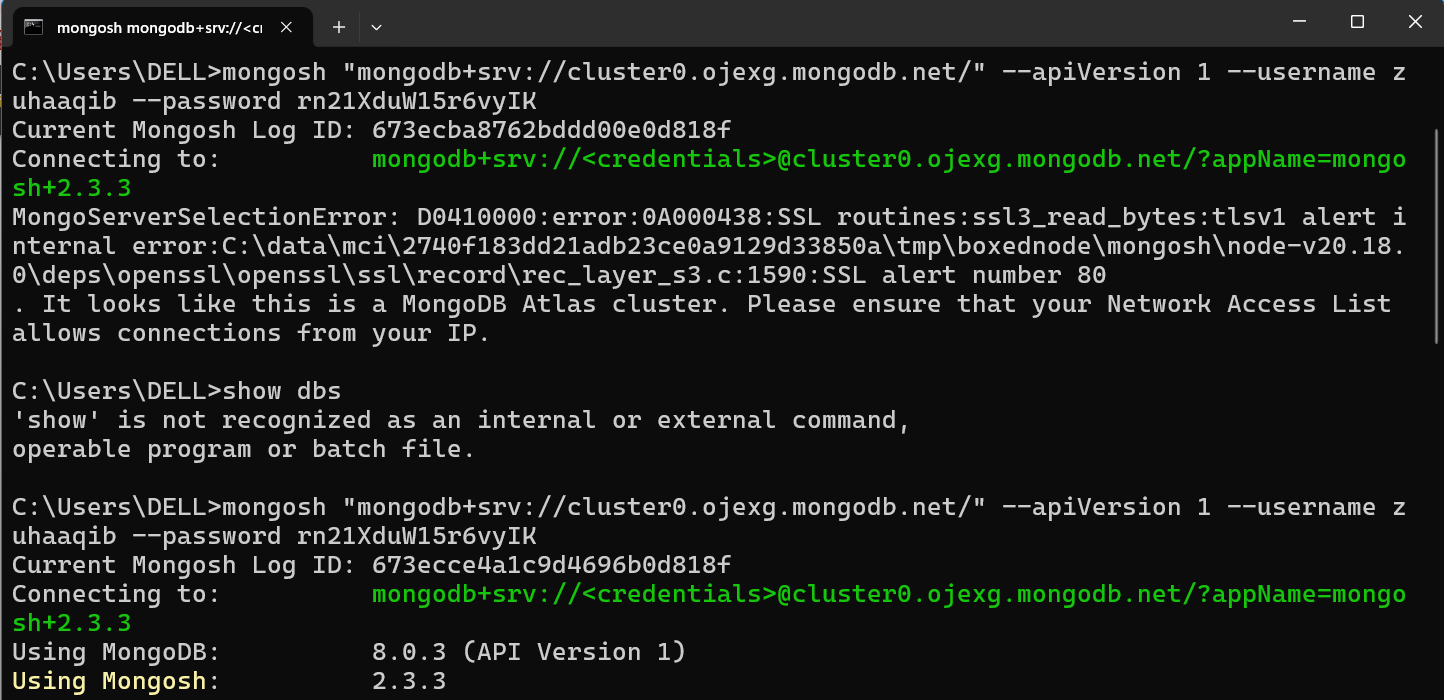 mongosh mongodb+srv://<cr
C:\Users\DELL>mongosh "mongodb+srv://cluster0.ojexg.mongodb.net/" --apiVersion 1 --username z
uhaaqib --password rn21XduW15r6vyIK
Current Mongosh Log ID: 673ecba8762bddd00e0d818f
Connecting to: mongodb+srv://<credentials>@cluster0.ojexg.mongodb.net/?appName=mongo
sh+2.3.3
MongoServerSelectionError: D0410000:error:0A000438:SSL routines:ssl3_read_bytes:tlsv1 alert i
nternal error:C:\data\mci\2740f183dd21adb23ce0a9129d33850a\tmp\boxednode\mongosh\node-v20.18.
0\deps\openssl\openssl\ssl\record\rec_layer_s3.c:1590:SSL alert number 80
. It looks like this is a MongoDB Atlas cluster. Please ensure that your Network Access List
allows connections from your IP.
C:\Users\DELL>show dbs
'show' is not recognized as an internal or external command,
operable program or batch file.
C:\Users\DELL>mongosh "mongodb+srv://cluster0.ojexg.mongodb.net/" --apiVersion 1 --username z
uhaaqib --password rn21XduW15r6vyIK
Current Mongosh Log ID: 673ecce4a1c9d4696b0d818f
Connecting to: mongodb+srv://<credentials>@cluster0.ojexg.mongodb.net/?appName=mongo
sh+2.3.3
Using MongoDB: 8.0.3 (API Version 1)
Using Mongosh: 2.3.3